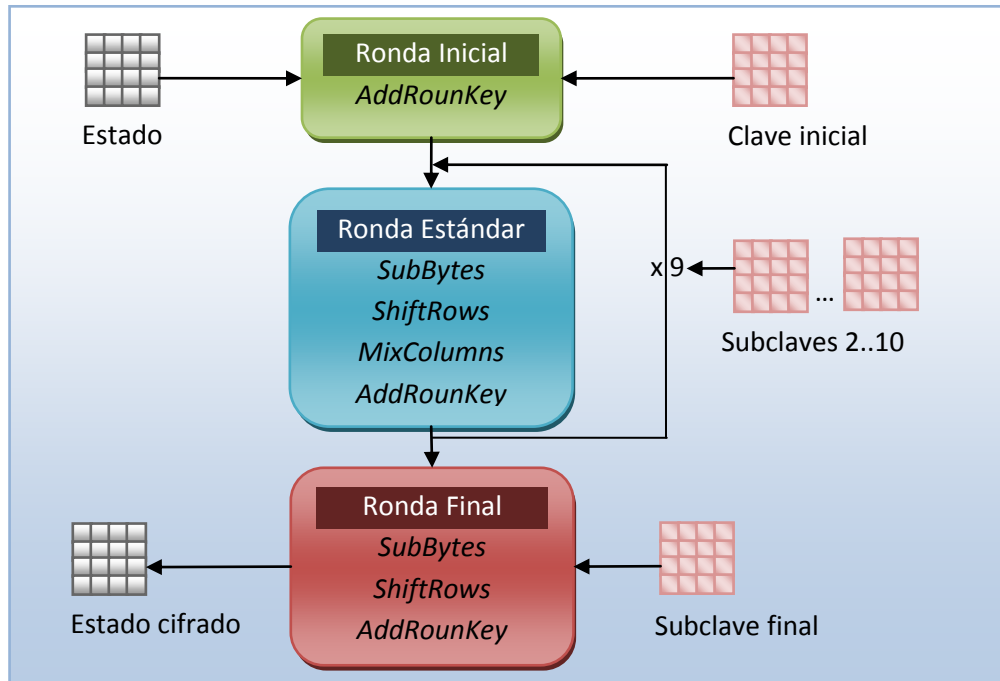 Ronda Inicial
AddRounKey
Estado
Clave inicial
Ronda Estándar
SubBytes
ShiftRows
MixColumns
AddRounKey
x 9
...
Subclaves 2..10
Ronda Final
SubBytes
ShiftRows
AddRounKey
Estado cifrado
Subclave final